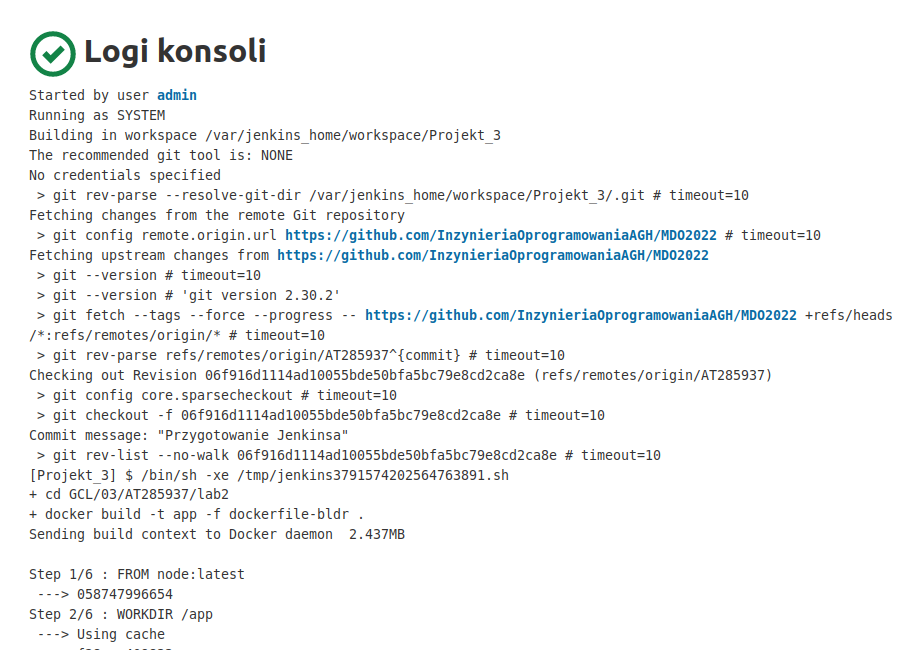 Logi konsoli
Started by user admin
Running as SYSTEM
Building in workspace /var/jenkins_home/workspace/Projekt_3
The recommended git tool is: NONE
No credentials specified
 > git rev-parse --resolve-git-dir /var/jenkins_home/workspace/Projekt_3/.git # timeout=10
Fetching changes from the remote Git repository
 > git config remote.origin.url https://github.com/InzynieriaOprogramowaniaAGH/MDO2022 # timeout=10
Fetching upstream changes from https://github.com/InzynieriaOprogramowaniaAGH/MDO2022
 > git --version # timeout=10
 > git --version # 'git version 2.30.2'
 > git fetch --tags --force --progress -- https://github.com/InzynieriaOprogramowaniaAGH/MDO2022 +refs/heads
/*:refs/remotes/origin/* # timeout=10
 > git rev-parse refs/remotes/origin/AT285937^{commit} # timeout=10
Checking out Revision 06f916d1114ad10055bde50bfa5bc79e8cd2ca8e (refs/remotes/origin/AT285937)
 > git config core.sparsecheckout # timeout=10
 > git checkout -f 06f916d1114ad10055bde50bfa5bc79e8cd2ca8e # timeout=10
Commit message: "Przygotowanie Jenkinsa"
 > git rev-list --no-walk 06f916d1114ad10055bde50bfa5bc79e8cd2ca8e # timeout=10
[Projekt_3] $ /bin/sh -xe /tmp/jenkins3791574202564763891.sh
+ cd GCL/03/AT285937/lab2
+ docker build -t app -f dockerfile-bldr .
Sending build context to Docker daemon  2.437MB
Step 1/6 : FROM node:latest
 ---> 058747996654
Step 2/6 : WORKDIR /app
 ---> Using cache